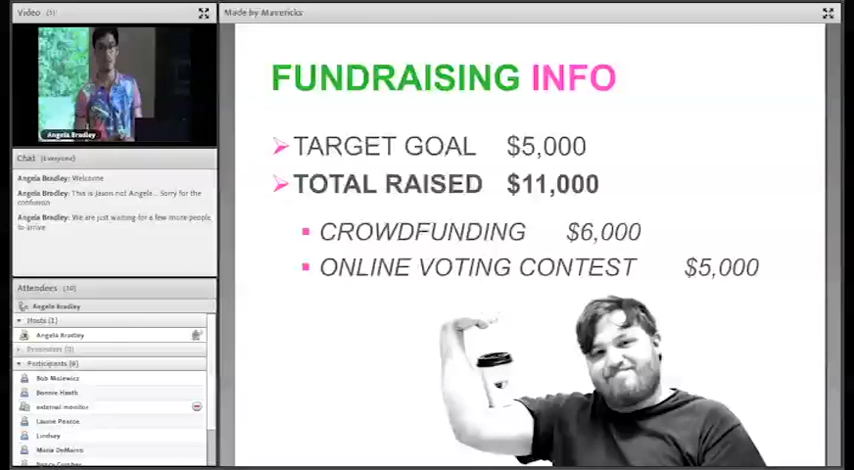 Video (1)
Made by Mavericks
Angela Bradley
Chat (Everyone)
Angela Bradley: Welcome
Angela Bradley: This is Jason not Angela... Sorry for the
confusion
Angela Bradley: We are just waiting for a few more people
to arrive
Attendees (10)
Angela Bradley
Hosts (1)
Angela Bradley
Presenters (0)
Participants (9)
Bonnie Heath
external monitor
Laurie Pearce
Lindsey
Maria DeMarco
FUNDRAISING INFO
TARGET GOAL $5,000
TOTAL RAISED $11,000
CROWDFUNDING $6,000
ONLINE VOTING CONTEST $5,000